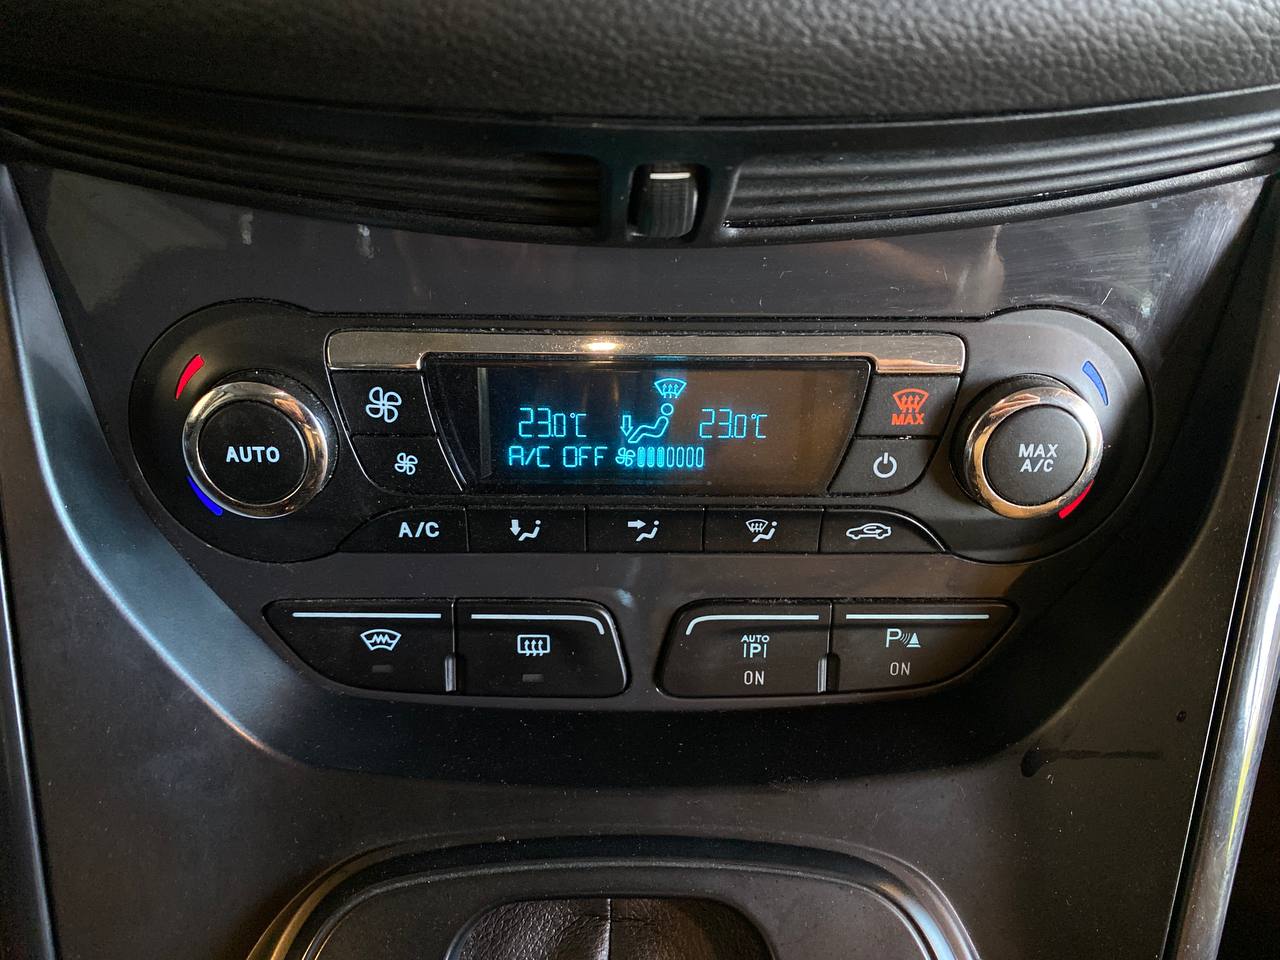 23.0°C 23.0°C
A/C OFF
MAX
AUTO
MAX
A/C
A/C
AUTO
P
ON
P
ON